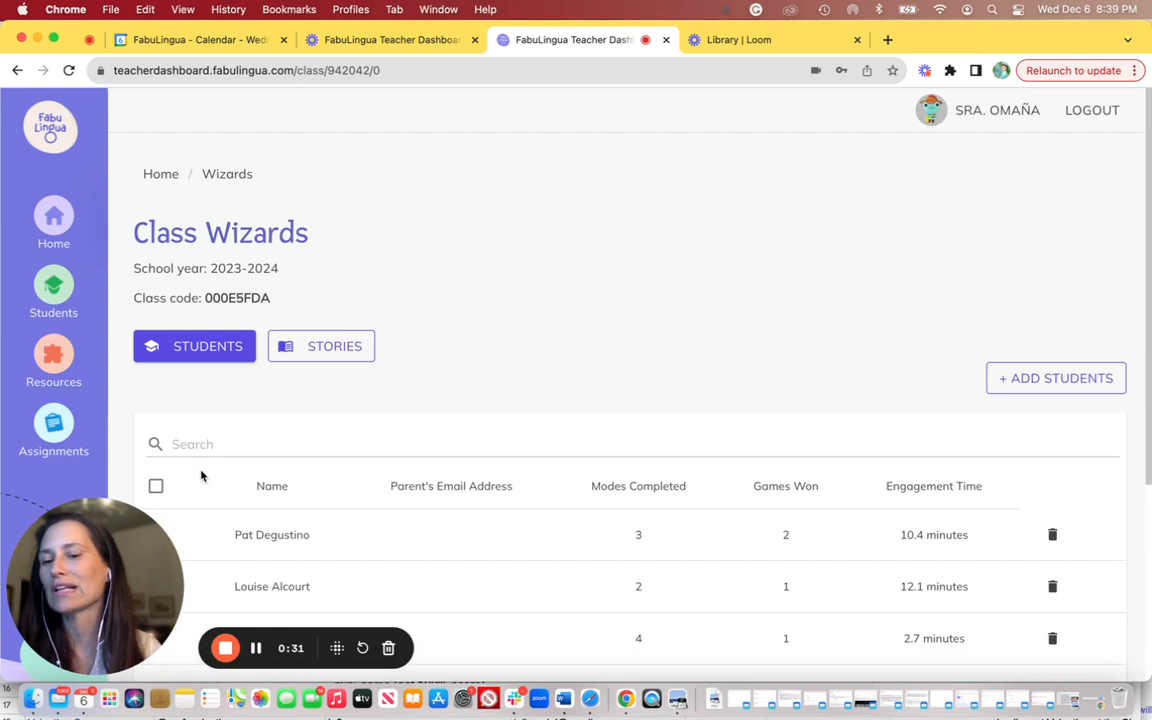 Chrome File Edit View History Bookmarks Profiles Tab Window Help Wed Dec 6 8:39 PM
FabuLingua - Calendar - Wed FabuLingua Teacher Dashboa FabuLingua Teacher Dash Library | Loom
teacherdashboard.fabulingua.com/class/942042/0 Relaunch to update
Fabu
Lingua
SRA. OMAÑA LOGOUT
Home / Wizards
Class Wizards
School year: 2023-2024
Class code: 000E5FDA
STUDENTS STORIES
+ ADD STUDENTS
Home
Students
Resources
Assignments
Search
Name Parent's Email Address Modes Completed Games Won Engagement Time
Pat Degustino 3 2 10.4 minutes
Louise Alcourt 2 1 12.1 minutes
4 1 2.7 minutes
0:31
16
17